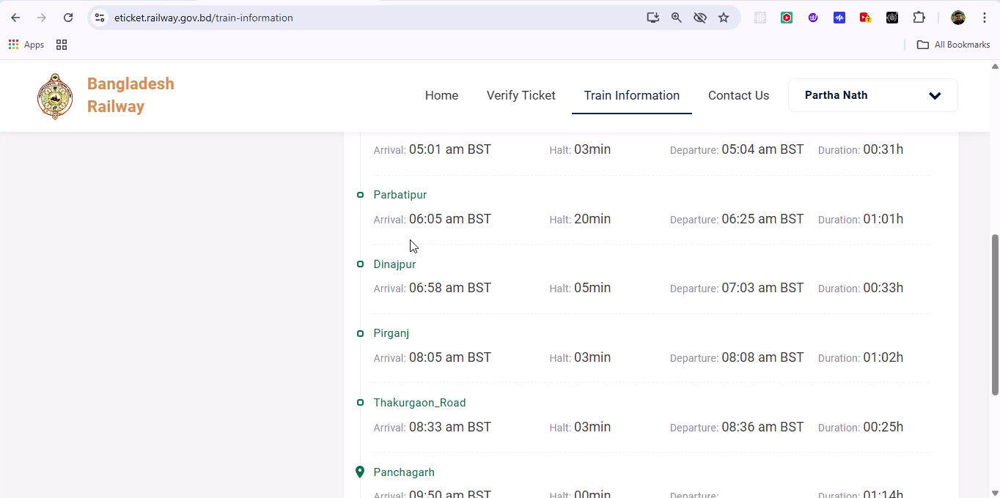 eticket.railway.gov.bd/train-information
Apps
All Bookmarks
Bangladesh
Railway
Home
Verify Ticket
Train Information
Contact Us
Partha Nath
Arrival: 05:01 am BST Halt: 03min Departure: 05:04 am BST Duration: 00:31h
Parbatipur
Arrival: 06:05 am BST Halt: 20min Departure: 06:25 am BST Duration: 01:01h
Dinajpur
Arrival: 06:58 am BST Halt: 05min Departure: 07:03 am BST Duration: 00:33h
Pirganj
Arrival: 08:05 am BST Halt: 03min Departure: 08:08 am BST Duration: 01:02h
Thakurgaon_Road
Arrival: 08:33 am BST Halt: 03min Departure: 08:36 am BST Duration: 00:25h
Panchagarh
Arrival: 09:50 am BST Halt: 00min Departure: Duration: 01:14h